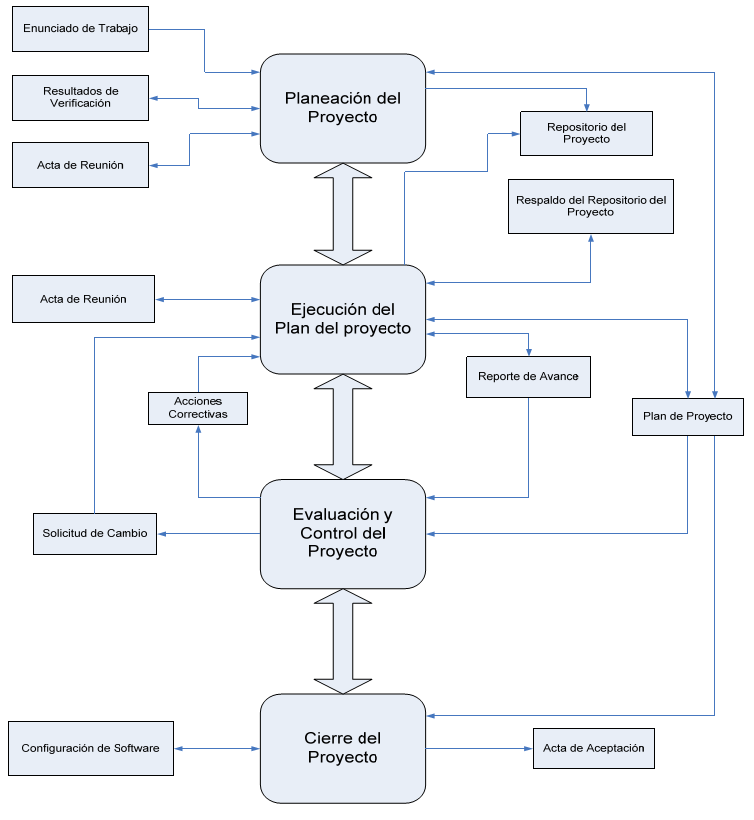 Enunciado de Trabajo
Resultados de
Verificación
Acta de Reunión
Planeación del
Proyecto
Repositorio del
Proyecto
Respaldo del Repositorio del
Proyecto
Acta de Reunión
Ejecución del
Plan del proyecto
Reporte de Avance
Acciones
Correctivas
Plan de Proyecto
Solicitud de Cambio
Evaluación y
Control del
Proyecto
Configuración de Software
Cierre del
Proyecto
Acta de Aceptación